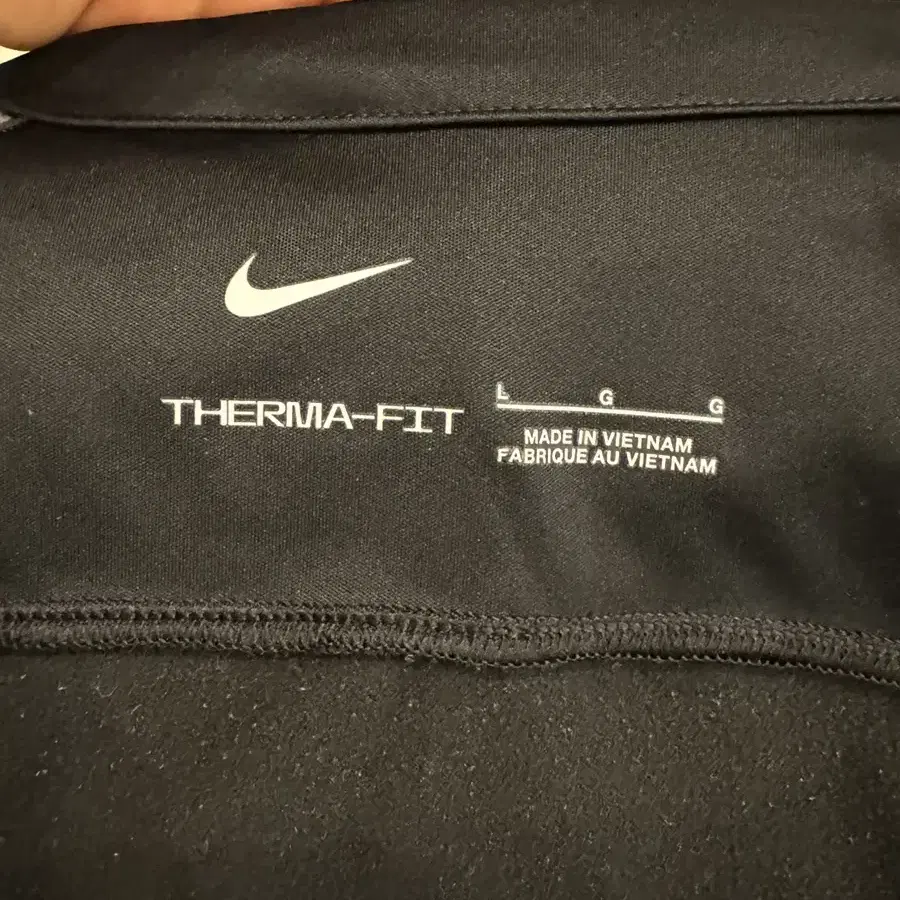 THERMA-FIT
L G G
MADE IN VIETNAM
FABRIQUE AU VIETNAM